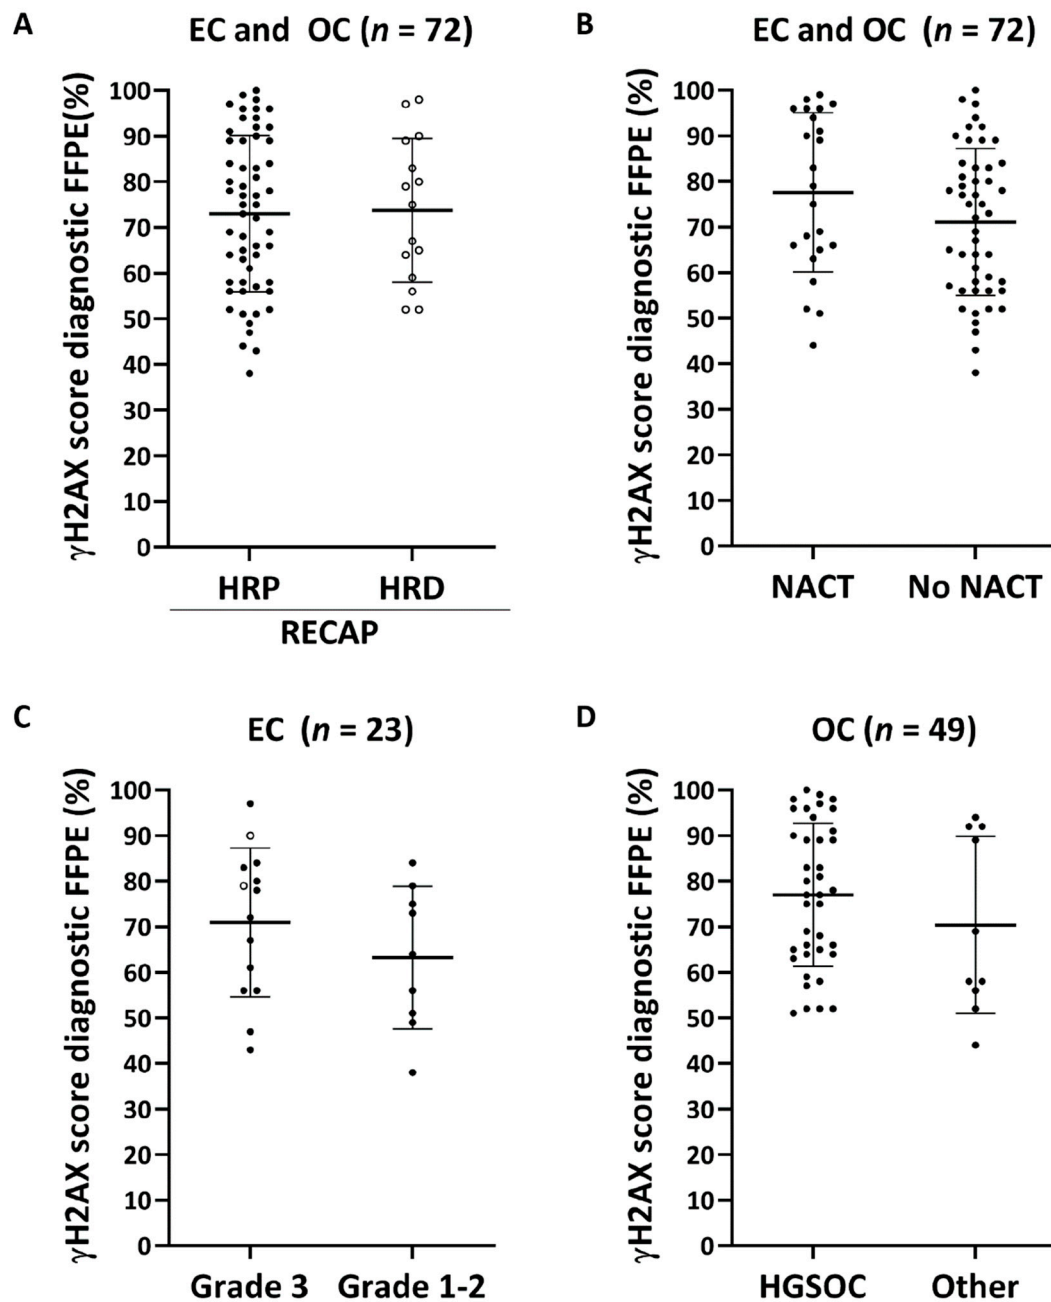 A
EC and OC (n = 72)
γH2AX score diagnostic FFPE(%)
100
90
80
70
60
50
40
30
20
10
0
HRP HRD
RECAP
B
EC and OC (n = 72)
γH2AX score diagnostic FFPE (%)
100
90
80
70
60
50
40
30
20
10
0
NACT No NACT
C
EC (n = 23)
γH2AX score diagnostic FFPE (%)
100
90
80
70
60
50
40
30
20
10
0
Grade 3 Grade 1-2
D
OC (n = 49)
γH2AX score diagnostic FFPE (%)
100
90
80
70
60
50
40
30
20
10
0
HGSOC Other